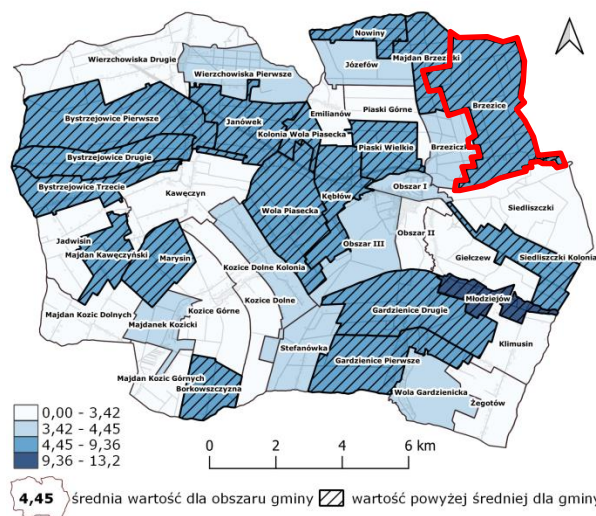 Nowiny
Wierzchowiska Drugie
Majdan Brzezicki
Józefów
Wierzchowiska Pierwsze
Brzezice
Emilianów
Piaski Górne
Bystrzejowice Pierwsze
Janówek
Kolonia Wola Piasecka
Piaski Wielkie
Brzeziczki
Bystrzejowice Drugie
Kawęczyn
Kębłów
Obszar I
Bystrzejowice Trzecie
Siedliszczki
Wola Piasecka
Obszar II
Jadwisin
Majdan Kawęczyński
Marysin
Obszar III
Giełczew
Siedliszczki Kolonia
Kozice Dolne Kolonia
Młodziejów
Kozice Dolne
Majdan Kozic Dolnych
Kozice Górne
Gardzienice Drugie
Majdanek Kozicki
Klimusin
Stefanówka
Gardzienice Pierwsze
Majdan Kozic Górnych
Borkowszczyzna
Wola Gardzienicka
Żegotów
0,00 - 3,42
3,42 - 4,45
4,45 - 9,36
9,36 - 13,2
0 2 4 6 km
4,45 średnia wartość dla obszaru gminy
wartość powyżej średniej dla gminy